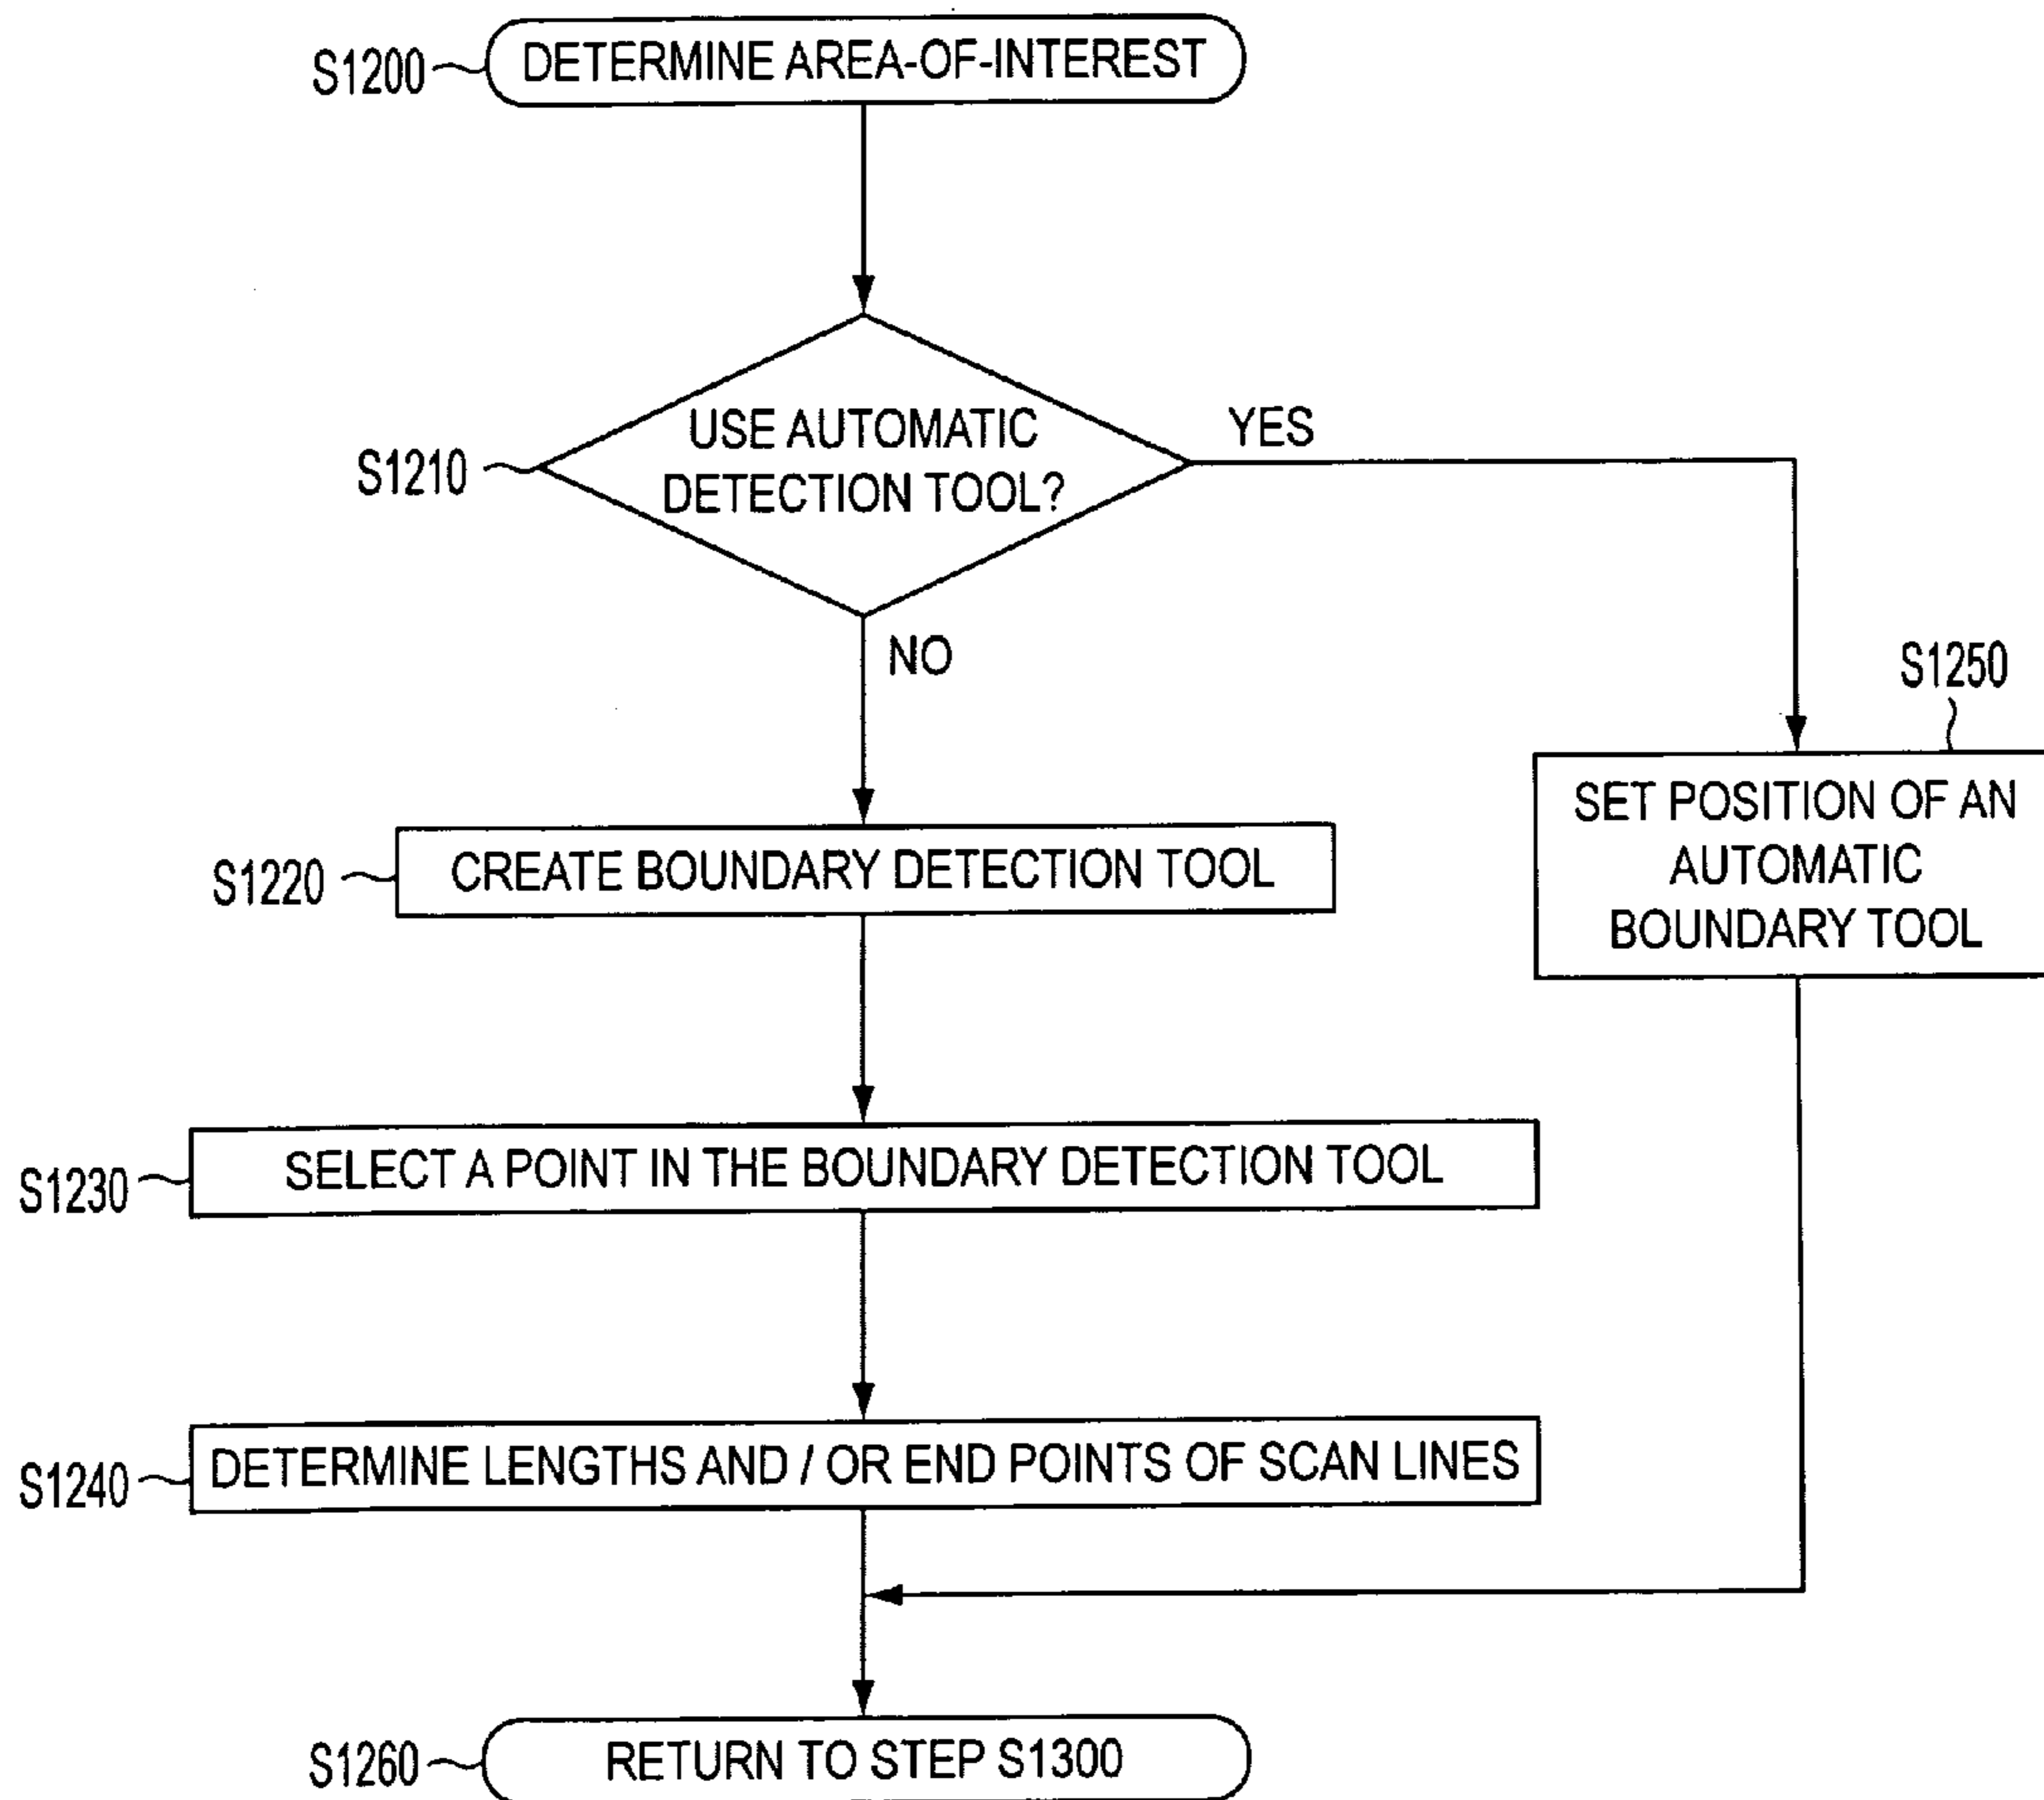 S1200
DETERMINE AREA-OF-INTEREST
S1210
USE AUTOMATIC
DETECTION TOOL?
YES
NO
S1250
SET POSITION OF AN
AUTOMATIC
BOUNDARY TOOL
S1220
CREATE BOUNDARY DETECTION TOOL
S1230
SELECT A POINT IN THE BOUNDARY DETECTION TOOL
S1240
DETERMINE LENGTHS AND / OR END POINTS OF SCAN LINES
S1260
RETURN TO STEP S1300